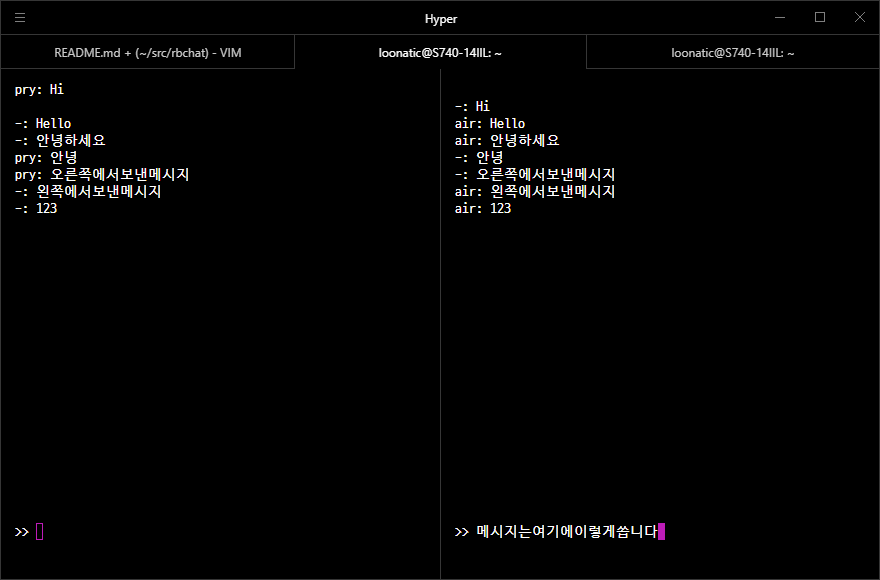 Hyper
README.md + (~/src/rbchat) - VIM
loonatic@S740-14IIL: ~
loonatic@S740-14IIL: ~
pry: Hi
-: Hello
-: 안녕하세요
pry: 안녕
pry: 오른쪽에서보낸메시지
-: 왼쪽에서보낸메시지
-: 123
>>
-: Hi
air: Hello
air: 안녕하세요
-: 안녕
-: 오른쪽에서보낸메시지
air: 왼쪽에서보낸메시지
air: 123
>> 메시지는여기에이렇게씁니다